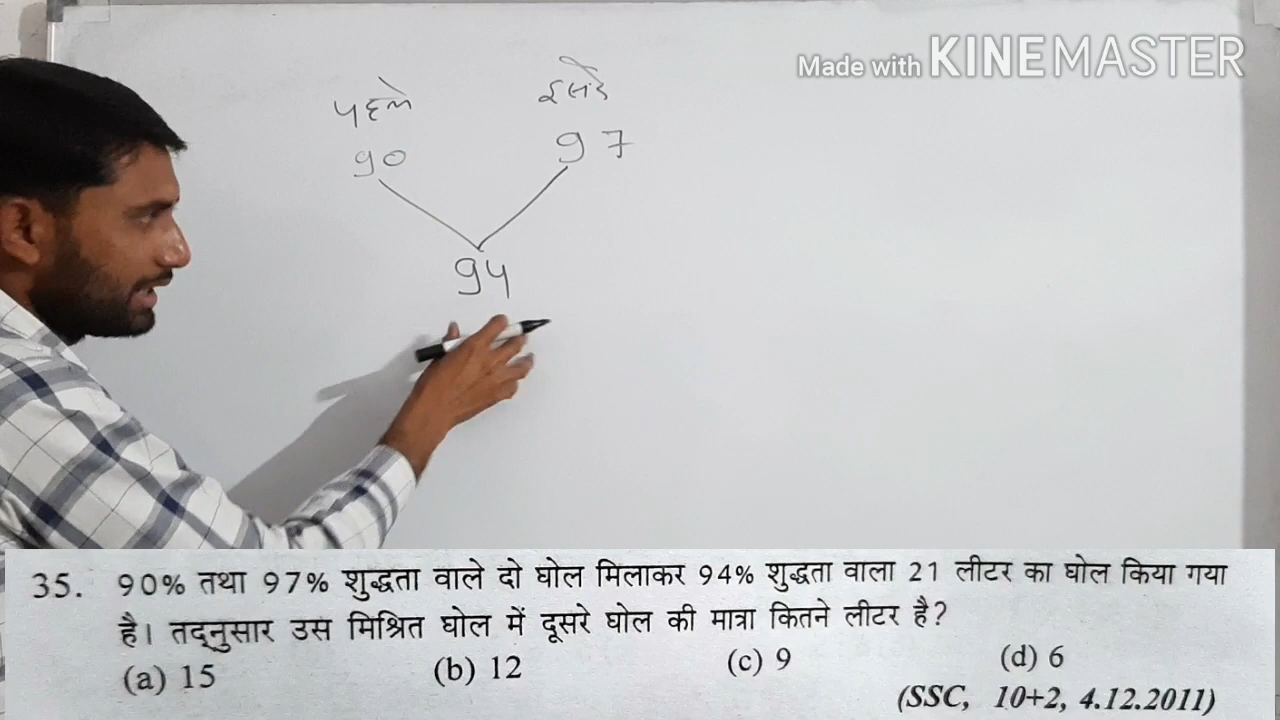 Made with KINEMASTER
पहले
90
97
94
35. 90% तथा 97% शुद्धता वाले दो घोल मिलाकर 94% शुद्धता वाला 21 लीटर का घोल किया गया
है। तद्नुसार उस मिश्रित घोल में दूसरे घोल की मात्रा कितने लीटर है?
(a) 15 (b) 12 (c) 9 (d) 6
(SSC, 10+2, 4.12.2011)